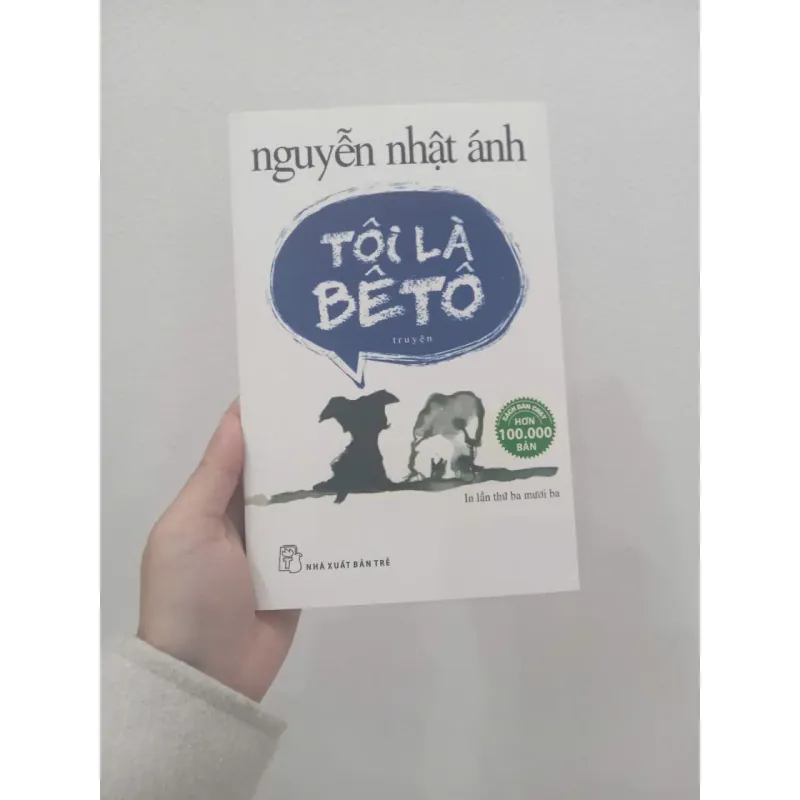 nguyễn nhật ánh
TÔi LÀ
BÊTÔ
truyện
SÁCH BÁN CHẠY
HƠN
100.000
BẢN
In lần thứ ba mươi ba
NHÀ XUẤT BẢN TRẺ